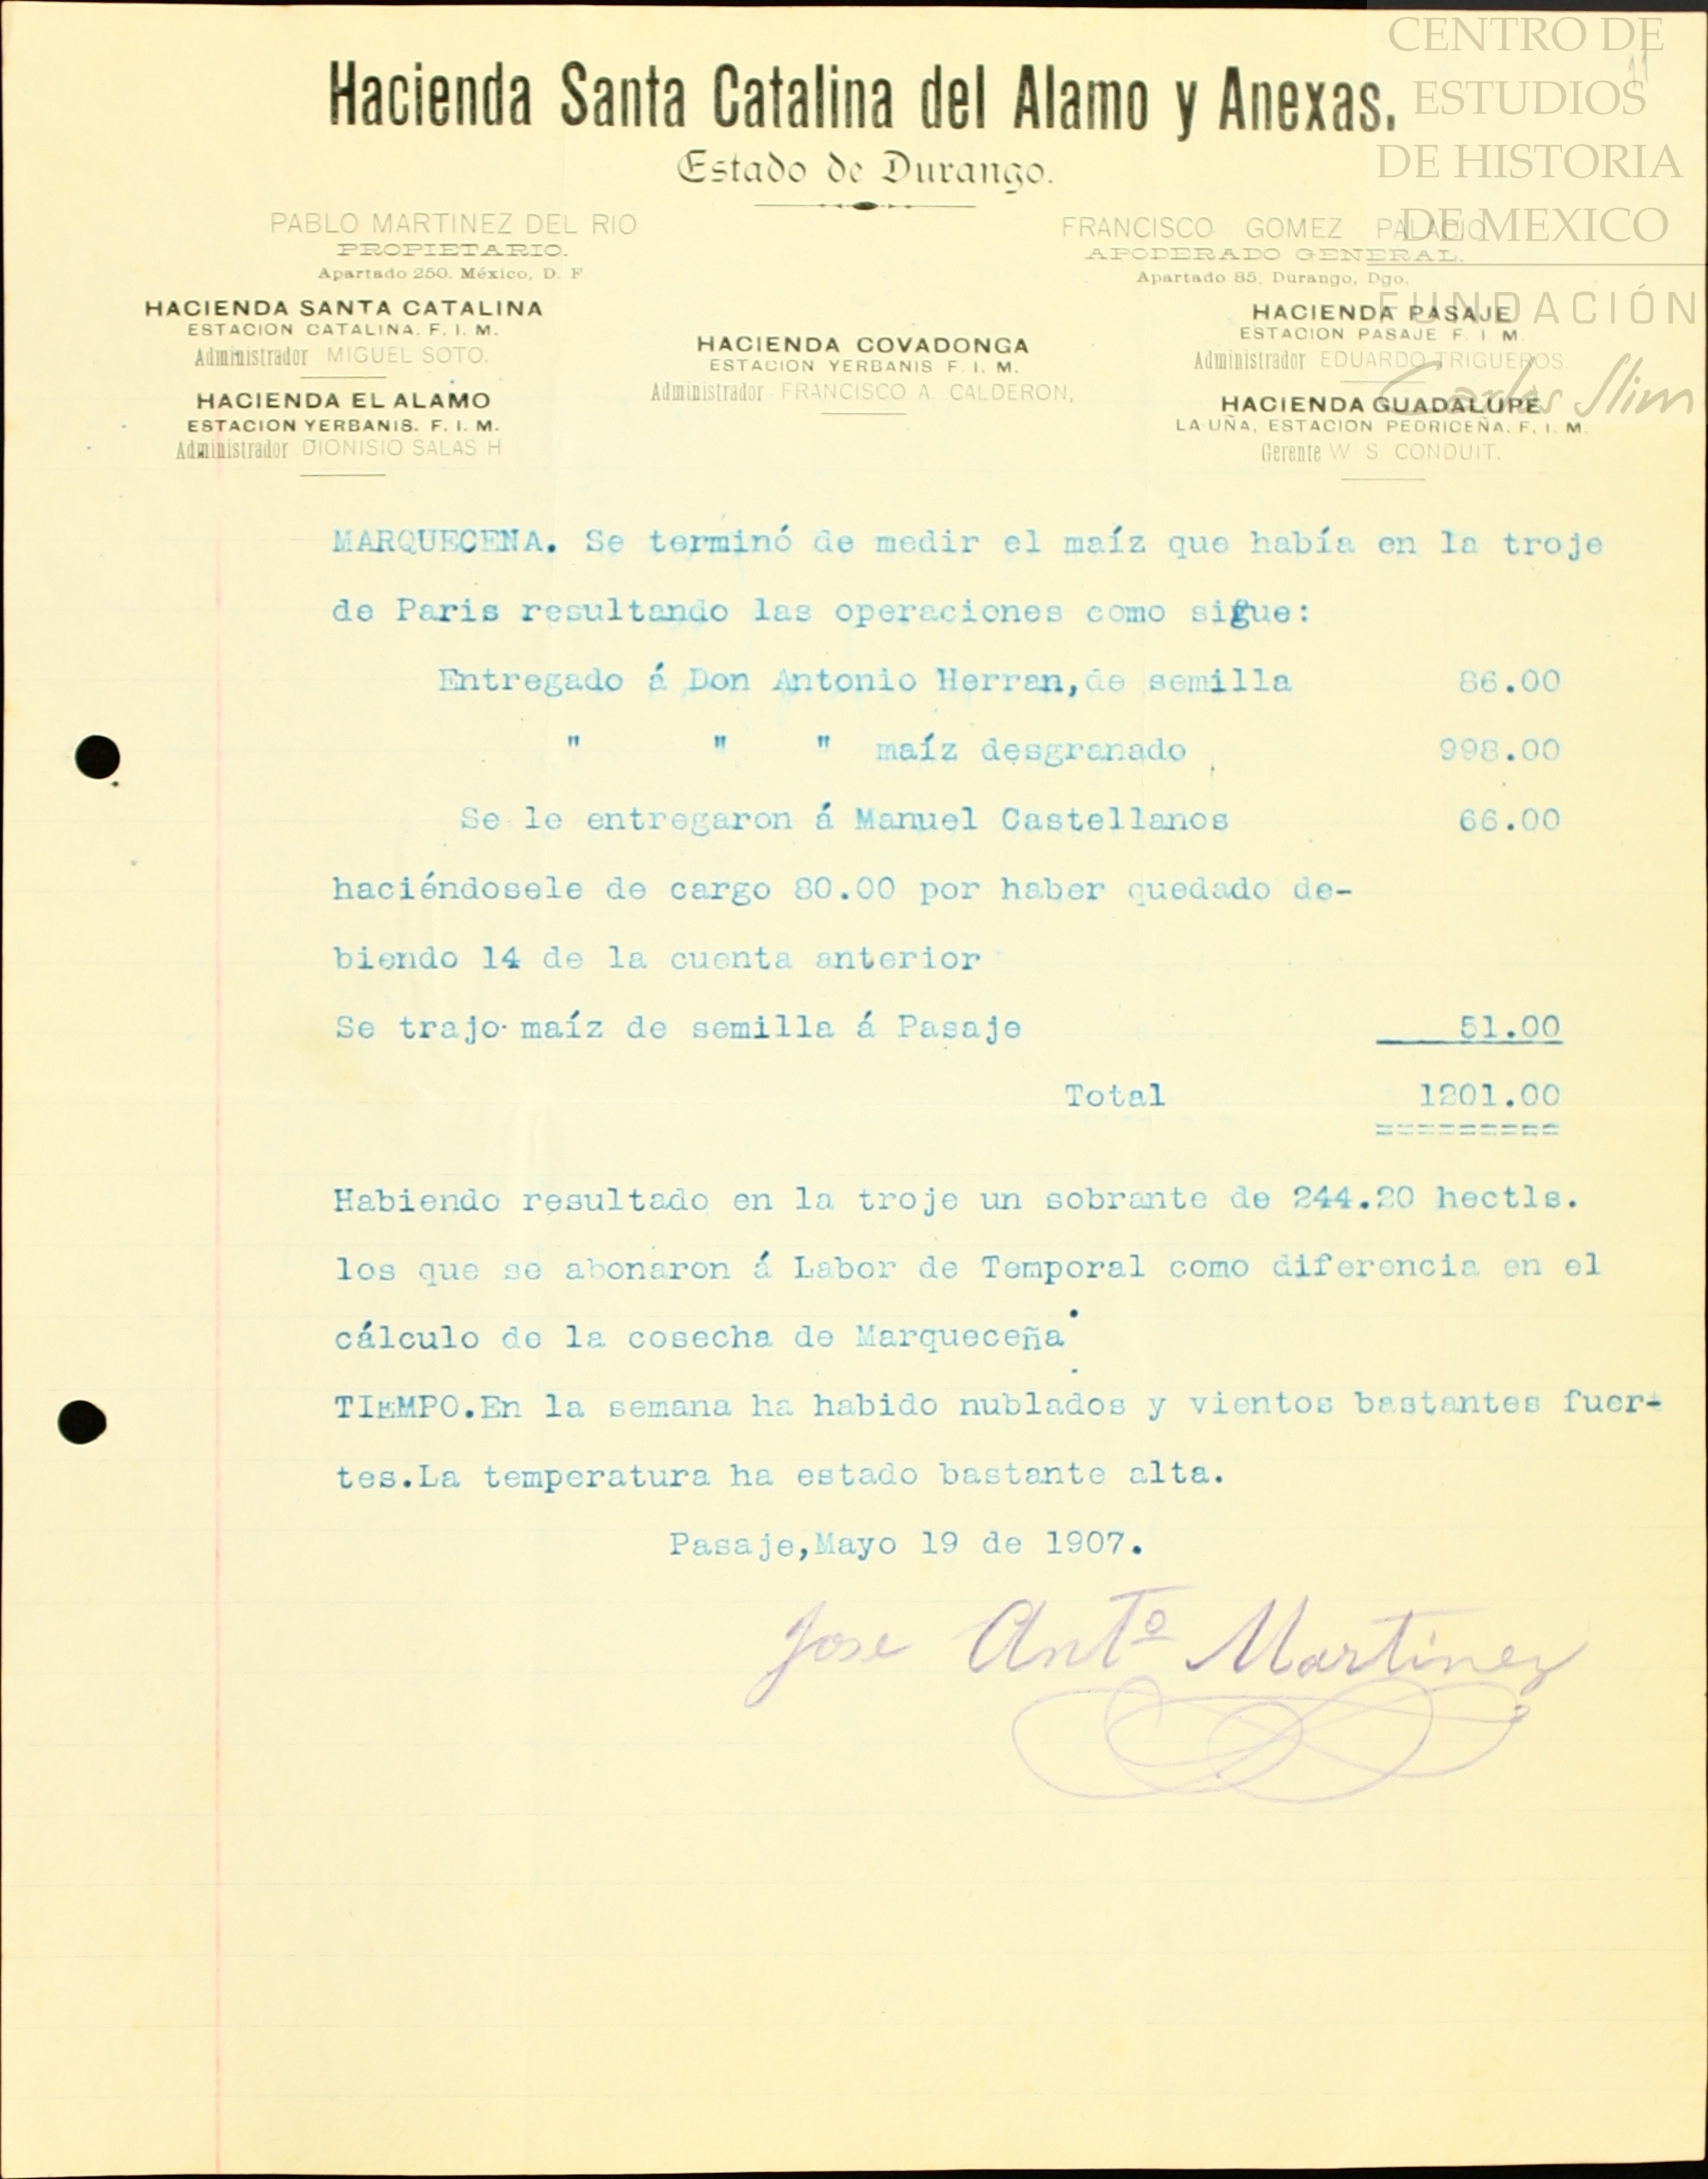 CENTRO DE
ESTUDIOS
DE HISTORIA
DE MEXICO
FUNDACIÓN
Carlos Slim
11
Hacienda Santa Catalina del Alamo y Anexas.
Estado de Durango.
PABLO MARTINEZ DEL RIO
PROPIETARIO.
Apartado 250. México, D. F
FRANCISCO GOMEZ PALACIO
APODERADO GENERAL.
Apartado 85, Durango, Dgo.
HACIENDA SANTA CATALINA
ESTACION CATALINA. F. I. M.
Administrador MIGUEL SOTO.
HACIENDA EL ALAMO
ESTACION YERBANIS. F. I. M.
Administrador DIONISIO SALAS H
HACIENDA COVADONGA
ESTACION YERBANIS F. I. M.
Administrador FRANCISCO A. CALDERON,
HACIENDA PASAJE
ESTACION PASAJE F. I. M.
Administrador EDUARDO TRIGUEROS
HACIENDA GUADALUPE
LA UÑA, ESTACION PEDRICEÑA. F. I. M.
Gerente W S CONDUIT.
MARQUECENA. Se terminó de medir el maíz que había en la troje
de Paris resultando las operaciones como sigue:
Entregado á Don Antonio Herran,de semilla 86.00
" " " maíz desgranado 998.00
Se le entregaron á Manuel Castellanos 66.00
haciéndosele de cargo 80.00 por haber quedado de-
biendo 14 de la cuenta anterior
Se trajo maíz de semilla á Pasaje 51.00
Total 1201.00
=========
Habiendo resultado en la troje un sobrante de 244.20 hectls.
los que se abonaron á Labor de Temporal como diferencia en el
cálculo de la cosecha de Marqueceña
TIEMPO.En la semana ha habido nublados y vientos bastantes fuer-
tes.La temperatura ha estado bastante alta.
Pasaje,Mayo 19 de 1907.
Jose Antº Martinez